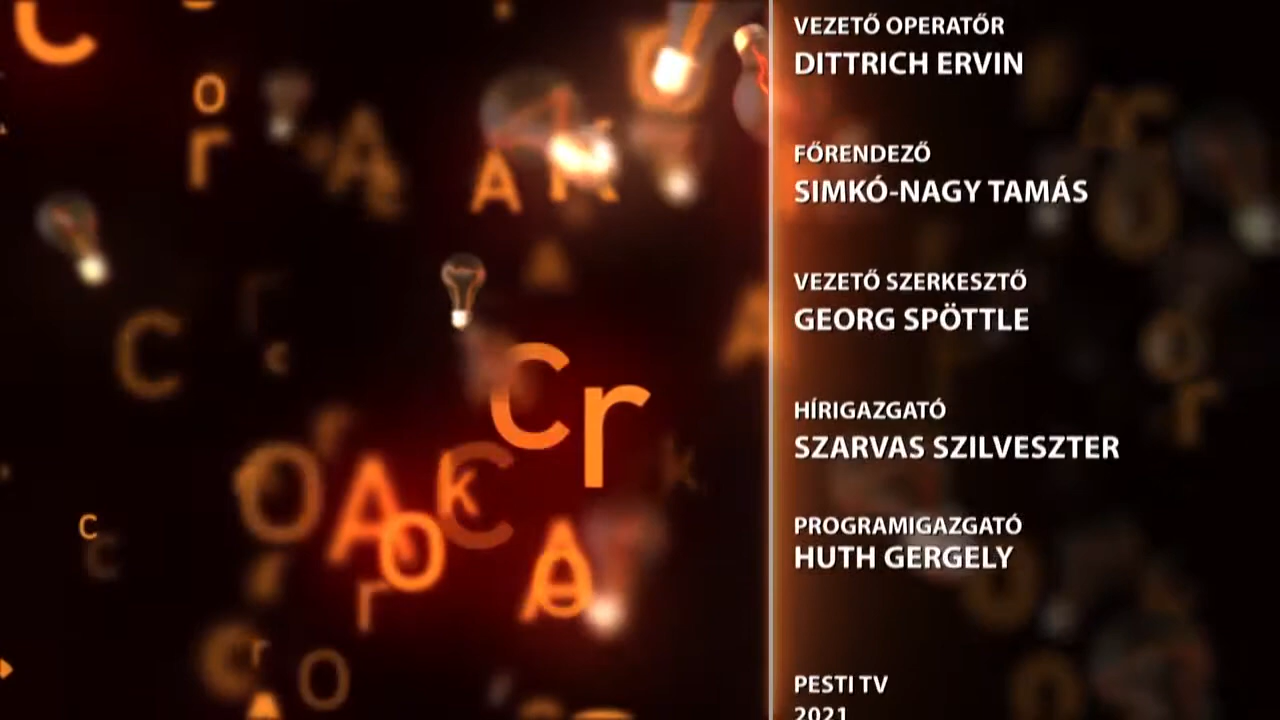 VEZETŐ OPERATŐR
DITTRICH ERVIN
FŐRENDEZŐ
SIMKÓ-NAGY TAMÁS
VEZETŐ SZERKESZTŐ
GEORG SPÖTTLE
HÍRIGAZGATÓ
SZARVAS SZILVESZTER
PROGRAMIGAZGATÓ
HUTH GERGELY
PESTI TV
2021